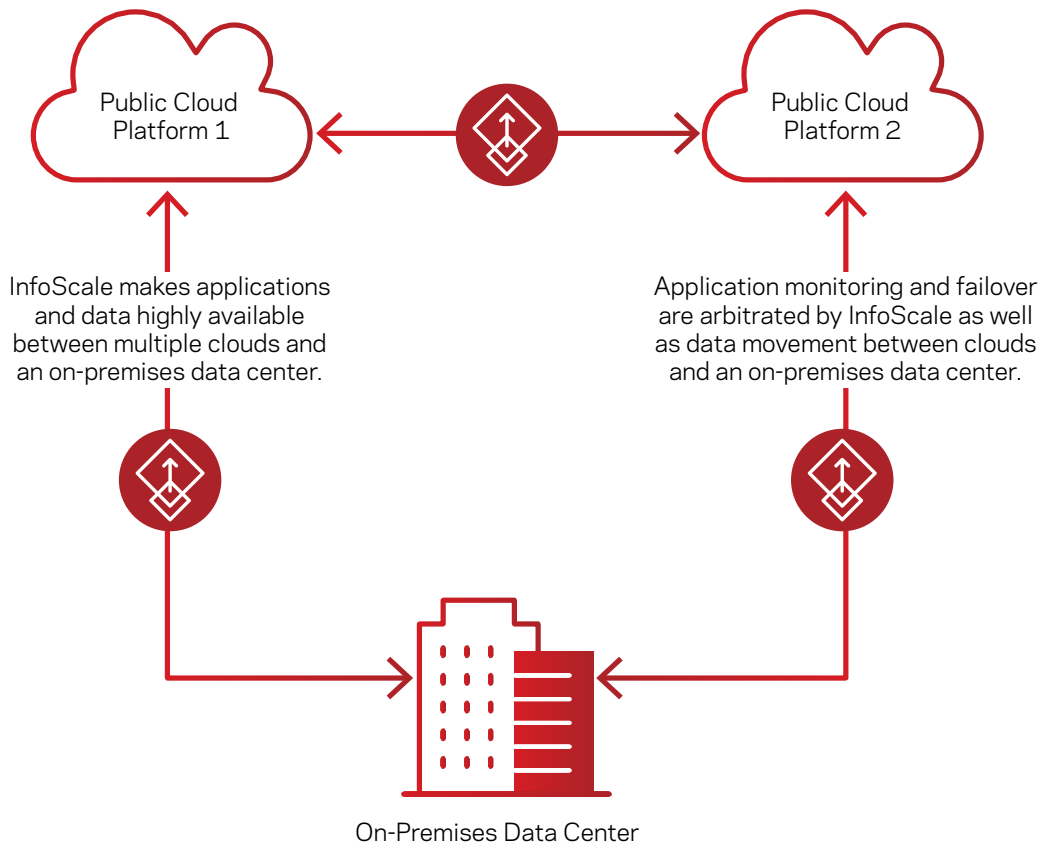 Public Cloud
Platform 1
Public Cloud
Platform 2
InfoScale makes applications
and data highly available
between multiple clouds and
an on-premises data center.
Application monitoring and failover
are arbitrated by InfoScale as well
as data movement between clouds
and an on-premises data center.
On-Premises Data Center